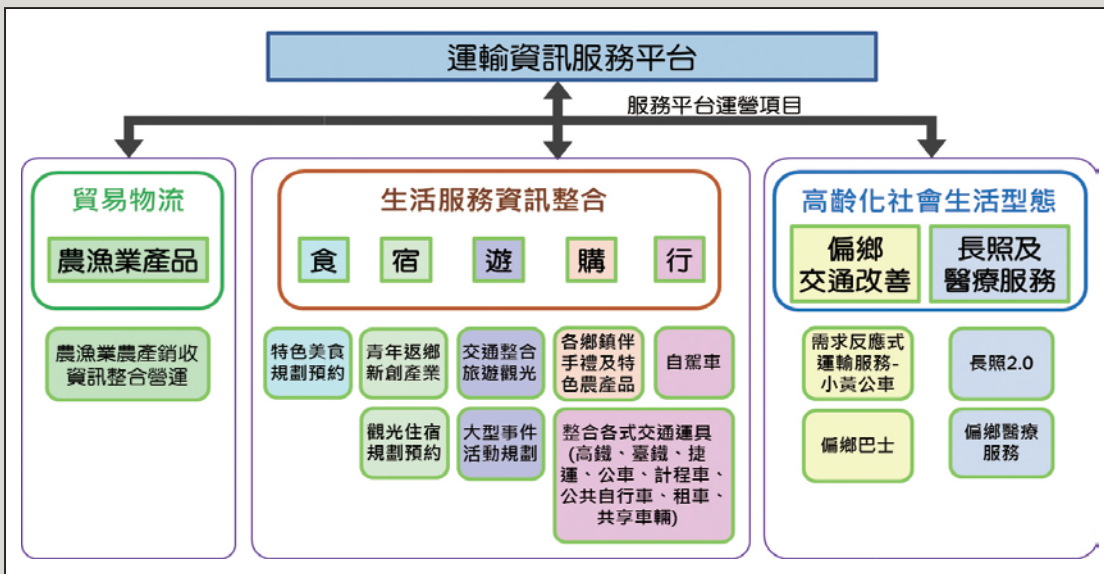 運輸資訊服務平台
服務平台運營項目
貿易物流
農漁業產品
農漁業農產銷收
資訊整合營運
生活服務資訊整合
食
宿
遊
購
行
特色美食
規劃預約
青年返鄉
新創產業
交通整合
旅遊觀光
各鄉鎮伴
手禮及特
色農產品
自駕車
觀光住宿
規劃預約
大型事件
活動規劃
整合各式交通運具
(高鐵、臺鐵、捷
運、公車、計程車、
公共自行車、租車、
共享車輛)
高齡化社會生活型態
偏鄉
交通改善
長照及
醫療服務
需求反應式
運輸服務-
小黃公車
長照2.0
偏鄉巴士
偏鄉醫療
服務